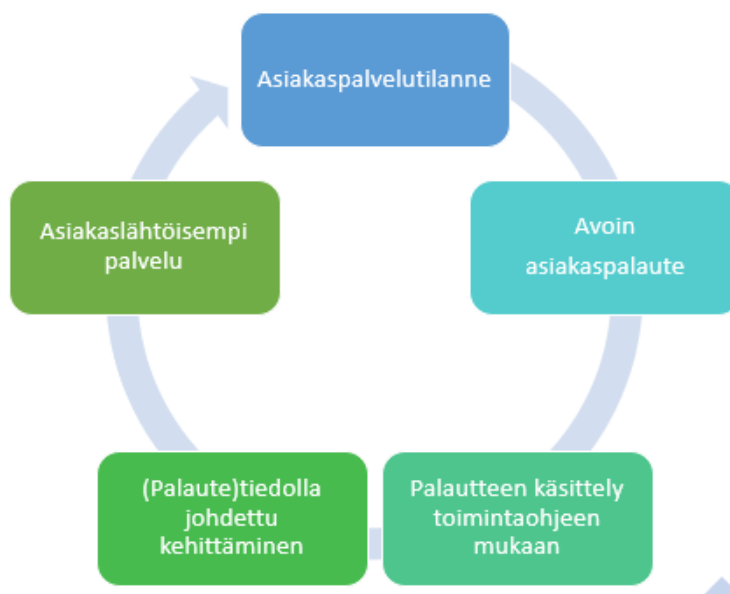 Asiakaspalvelutilanne
Avoin
asiakaspalaute
Palautteen käsittely
toimintaohjeen
mukaan
(Palaute)tiedolla
johdettu
kehittäminen
Asiakaslähtöisempi
palvelu